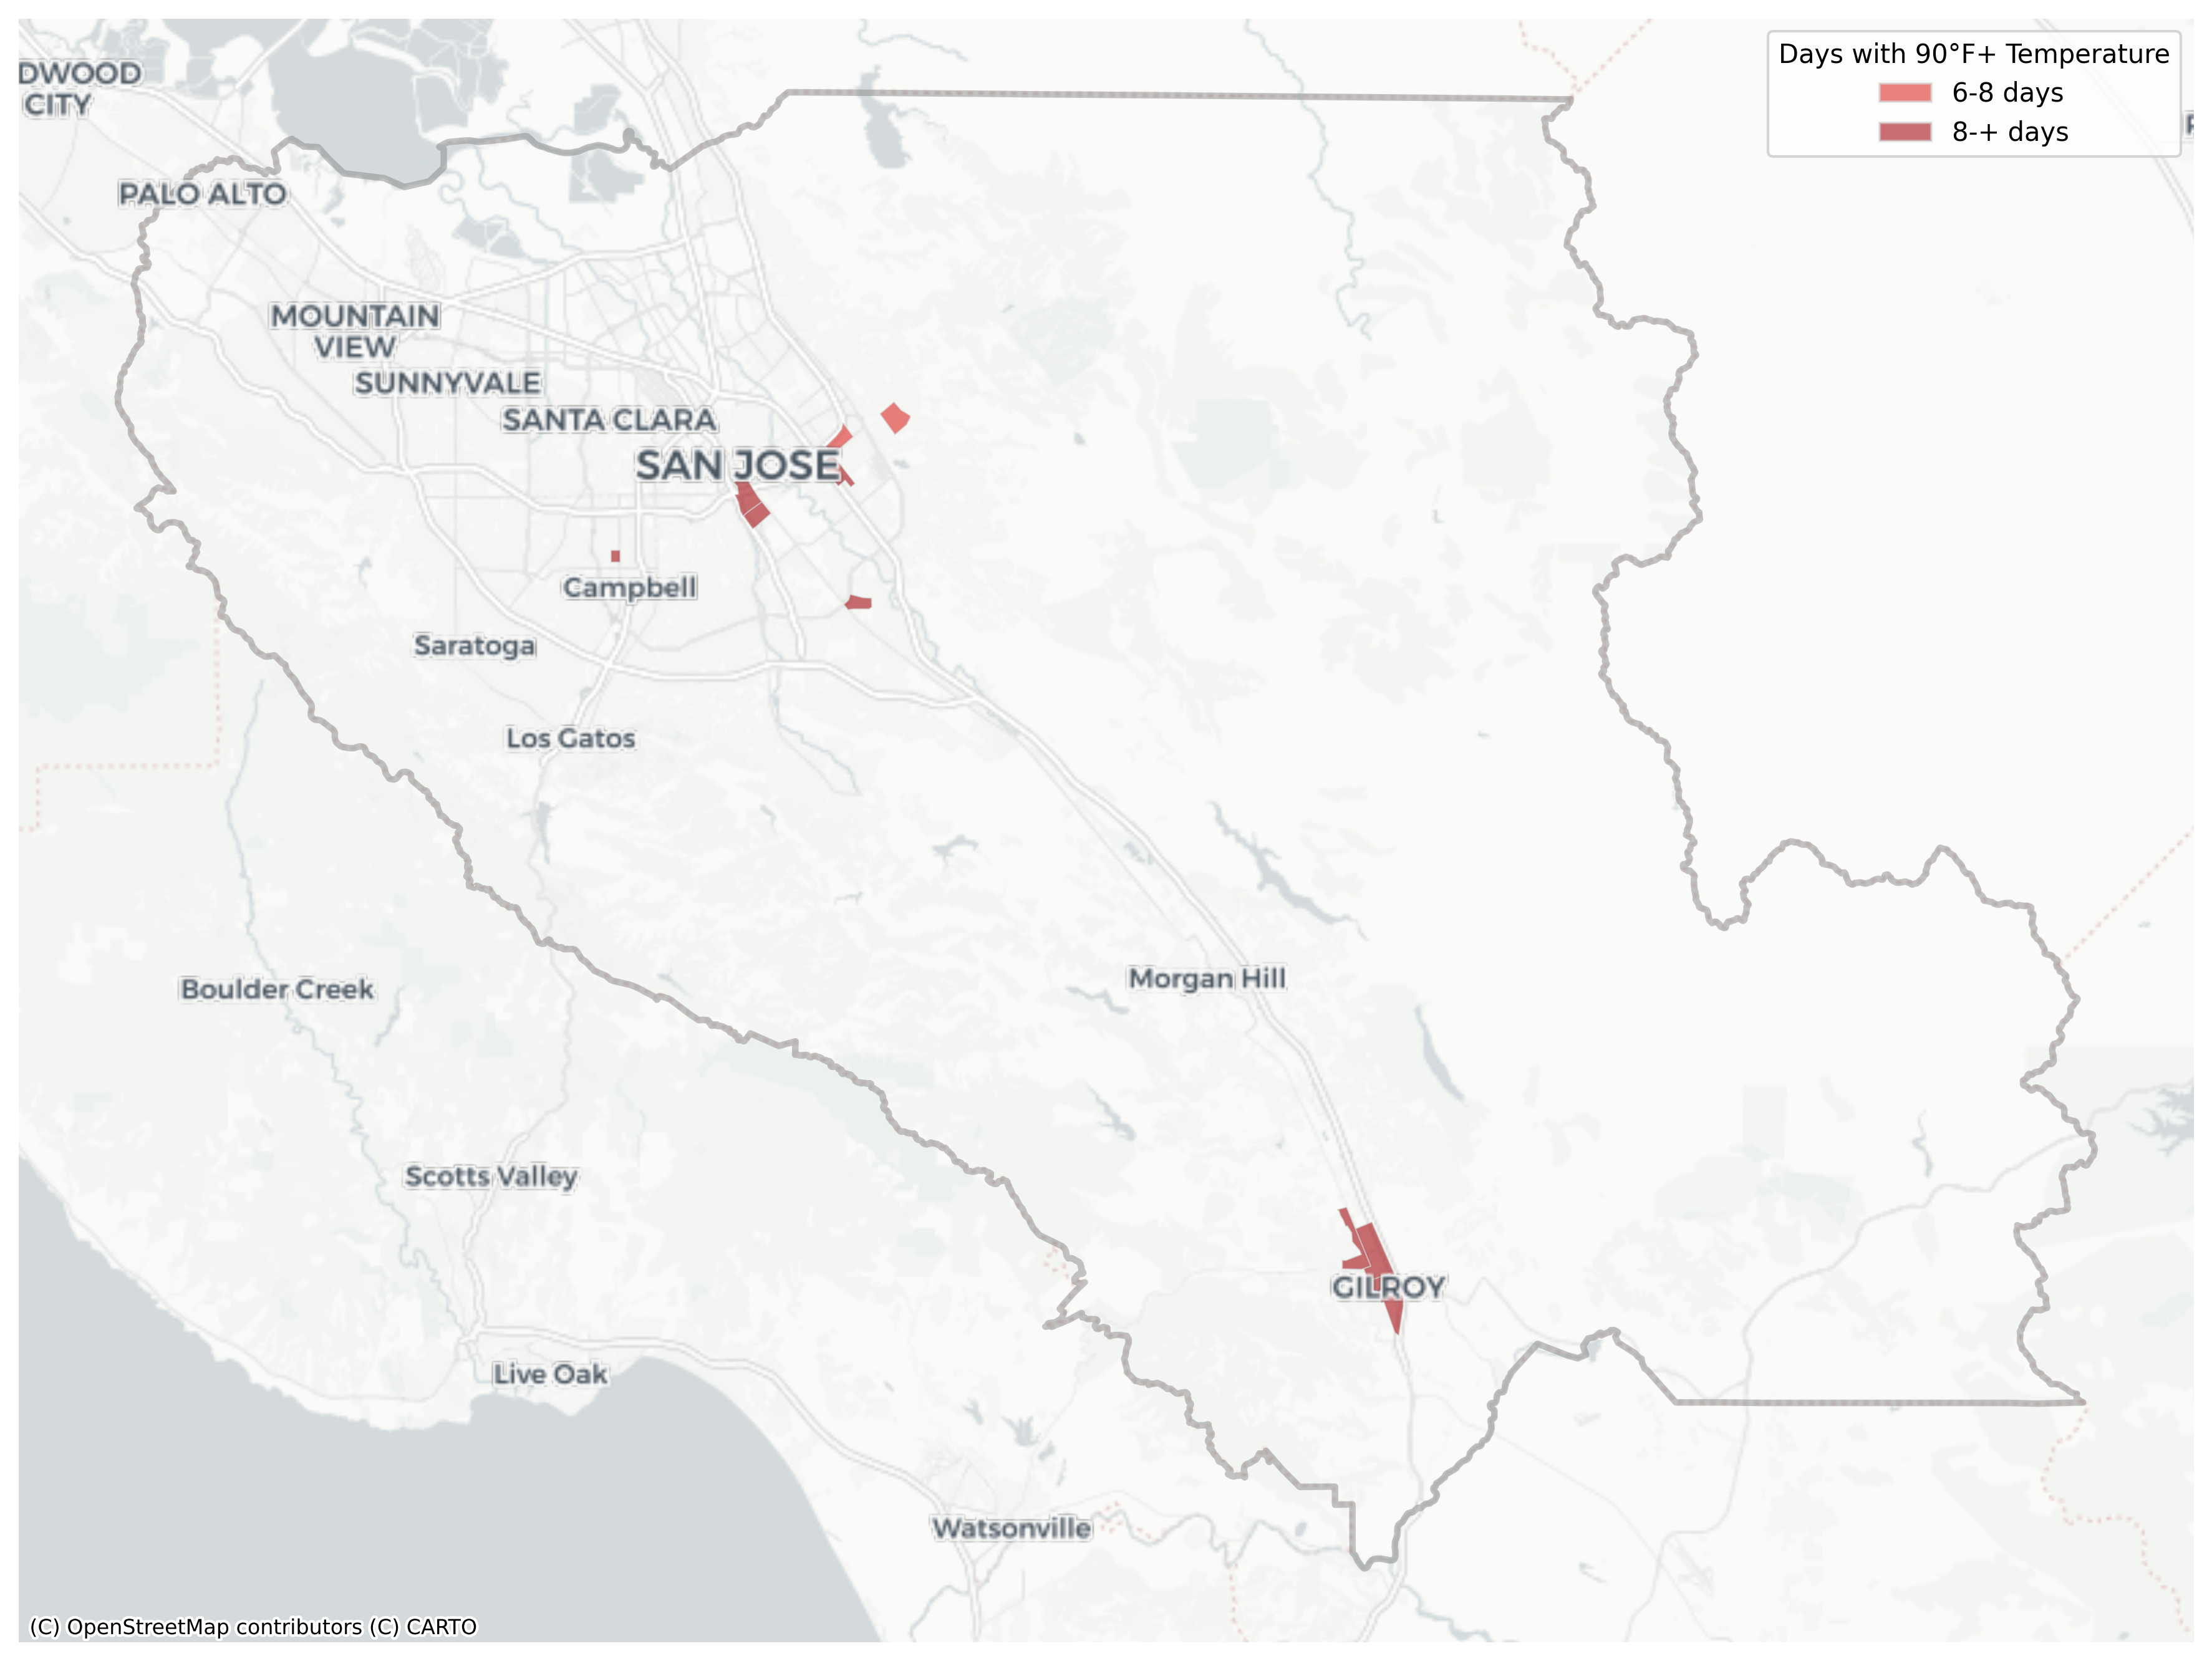 Days with 90°F+ Temperature
6-8 days
8-+ days
DWOOD
CITY
PALO ALTO
MOUNTAIN
VIEW
SUNNYVALE
SANTA CLARA
SAN JOSE
Campbell
Saratoga
Los Gatos
Morgan Hill
Boulder Creek
Scotts Valley
GILROY
Live Oak
Watsonville
(C) OpenStreetMap contributors (C) CARTO